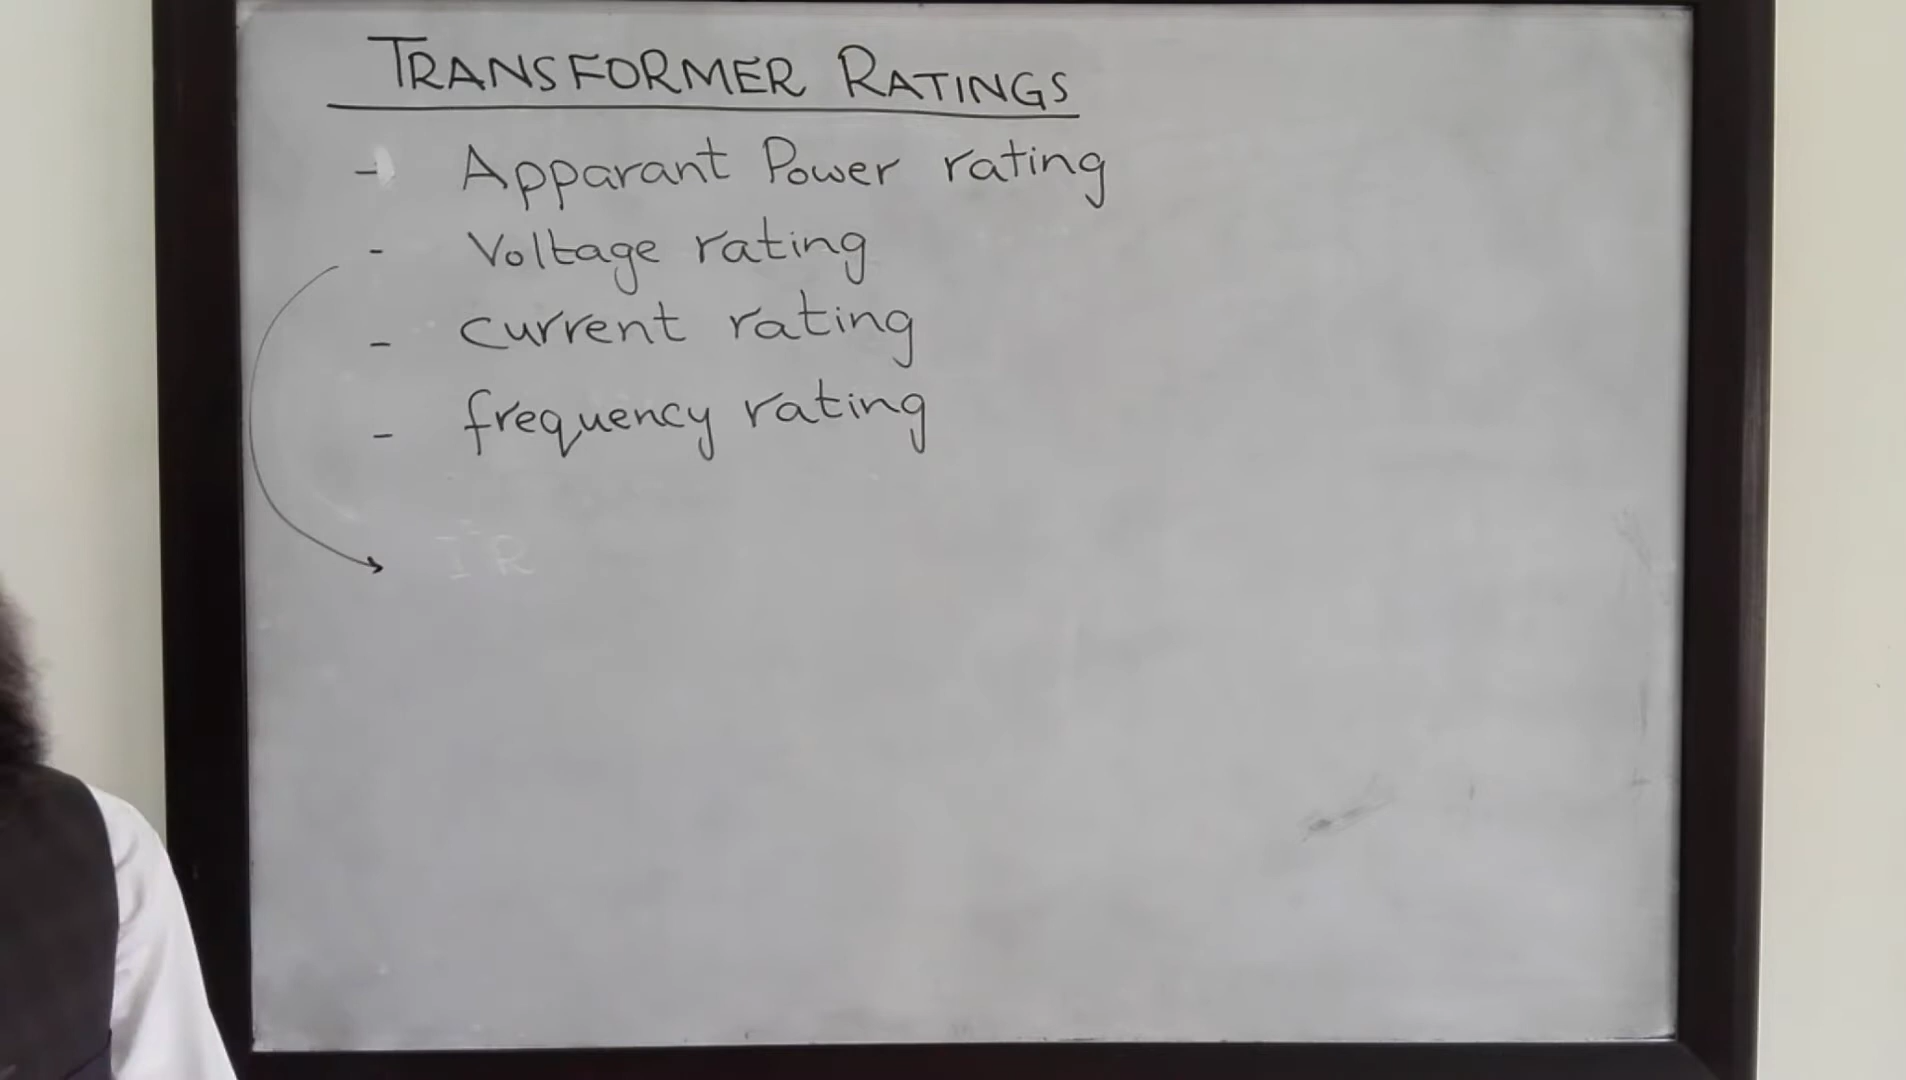 TRANSFORMER RATINGS
- Apparant Power rating
- Voltage rating
- current rating
- frequency rating